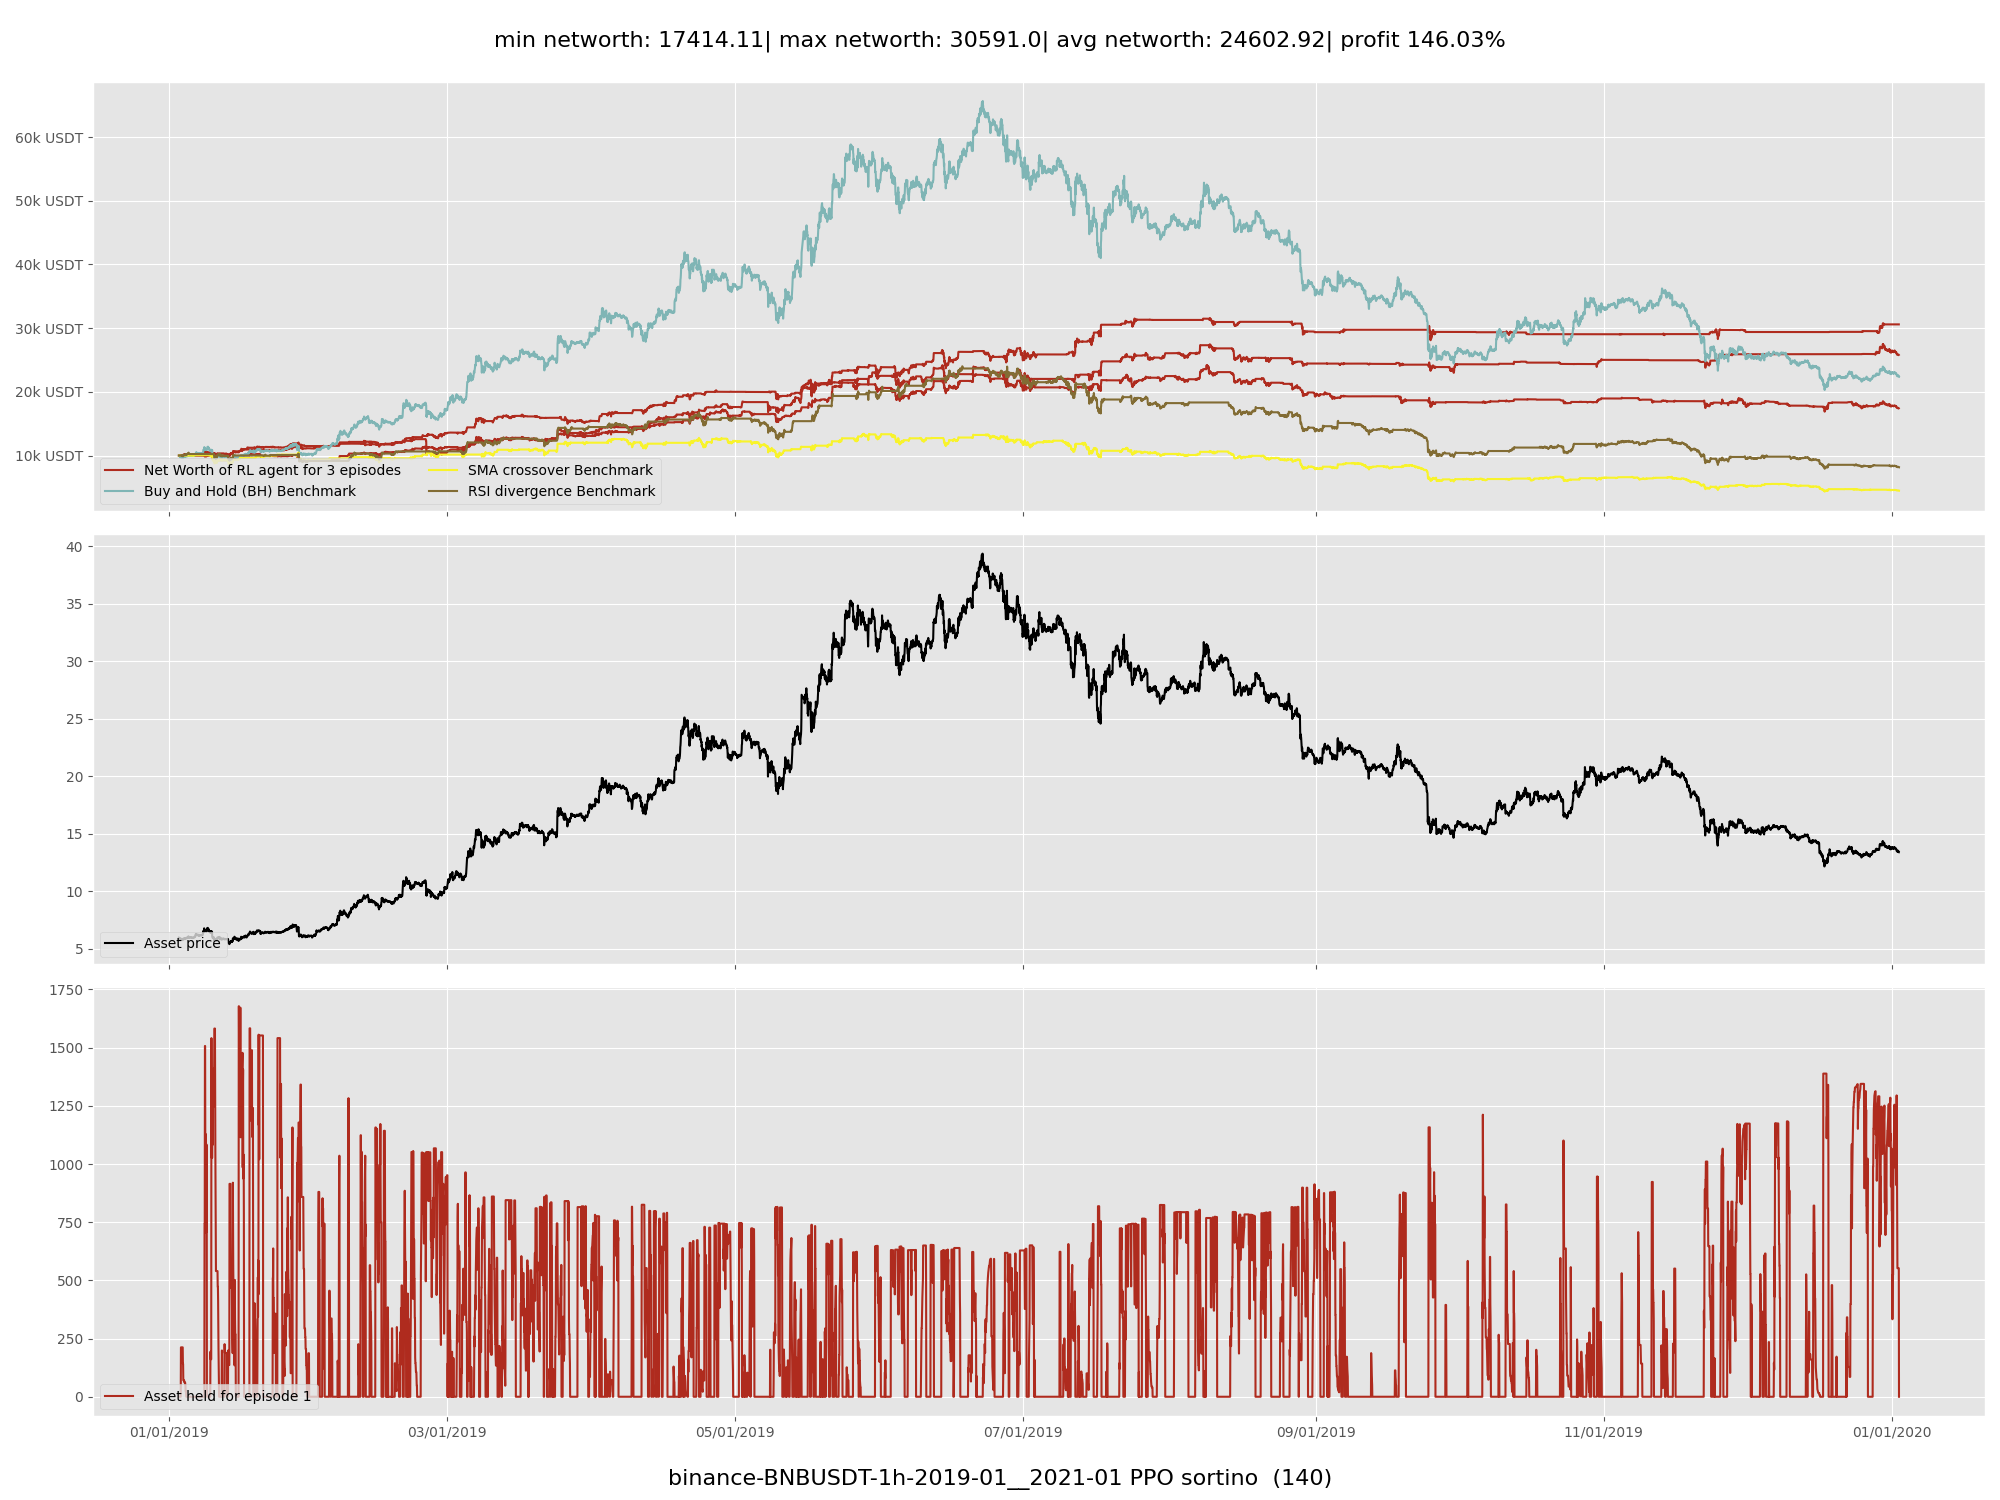 min networth: 17414.11| max networth: 30591.0| avg networth: 24602.92| profit 146.03%
60k USDT
50k USDT
40k USDT
30k USDT
20k USDT
10k USDT
Net Worth of RL agent for 3 episodes
Buy and Hold (BH) Benchmark
SMA crossover Benchmark
RSI divergence Benchmark
40
35
30
25
20
15
10
5
Asset price
1750
1500
1250
1000
750
500
250
0
Asset held for episode 1
01/01/2019 03/01/2019 05/01/2019 07/01/2019 09/01/2019 11/01/2019 01/01/2020
binance-BNBUSDT-1h-2019-01__2021-01 PPO sortino (140)